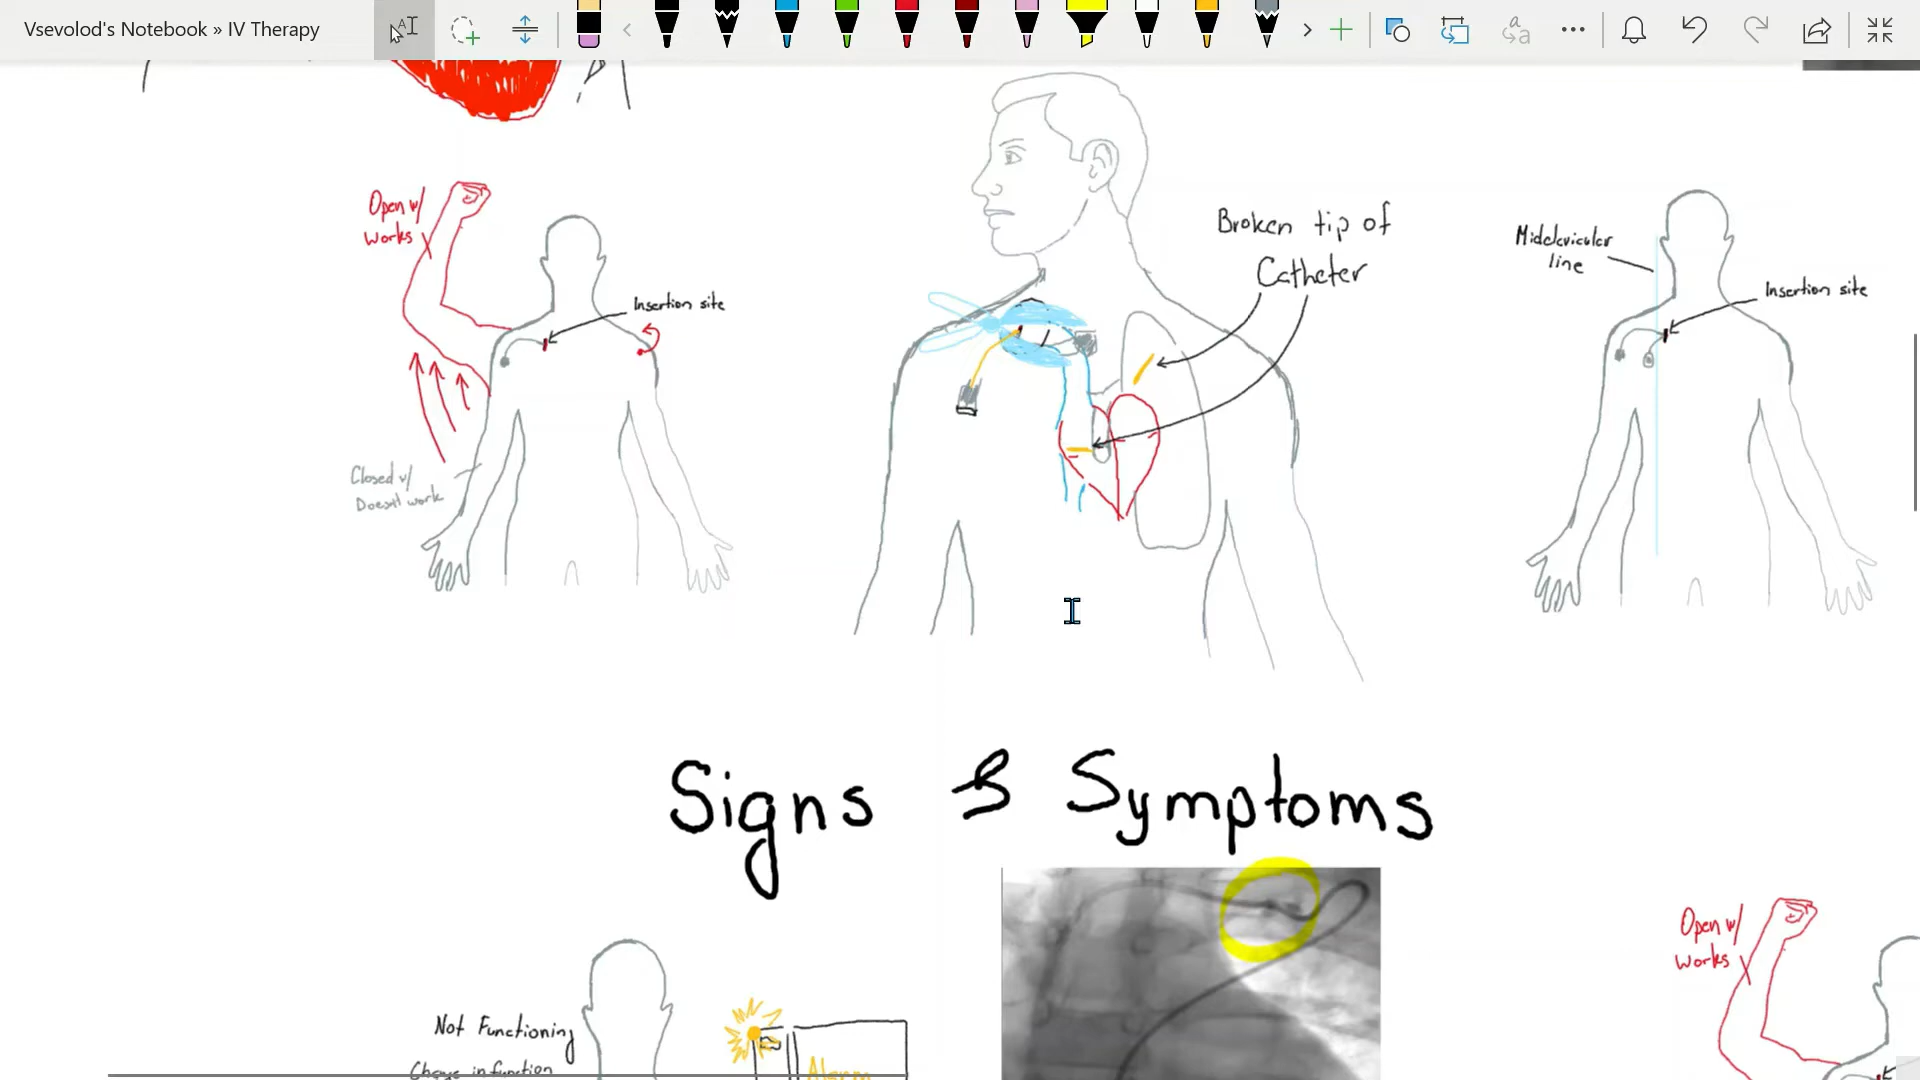 Vsevolod's Notebook » IV Therapy
Open w/
works
Insertion site
Closed w/
Doesn't work
Broken tip of
Catheter
Midclavicular
line
Insertion site
Signs & Symptoms
Not Functioning
Change in function
Alarm
Open w/
works